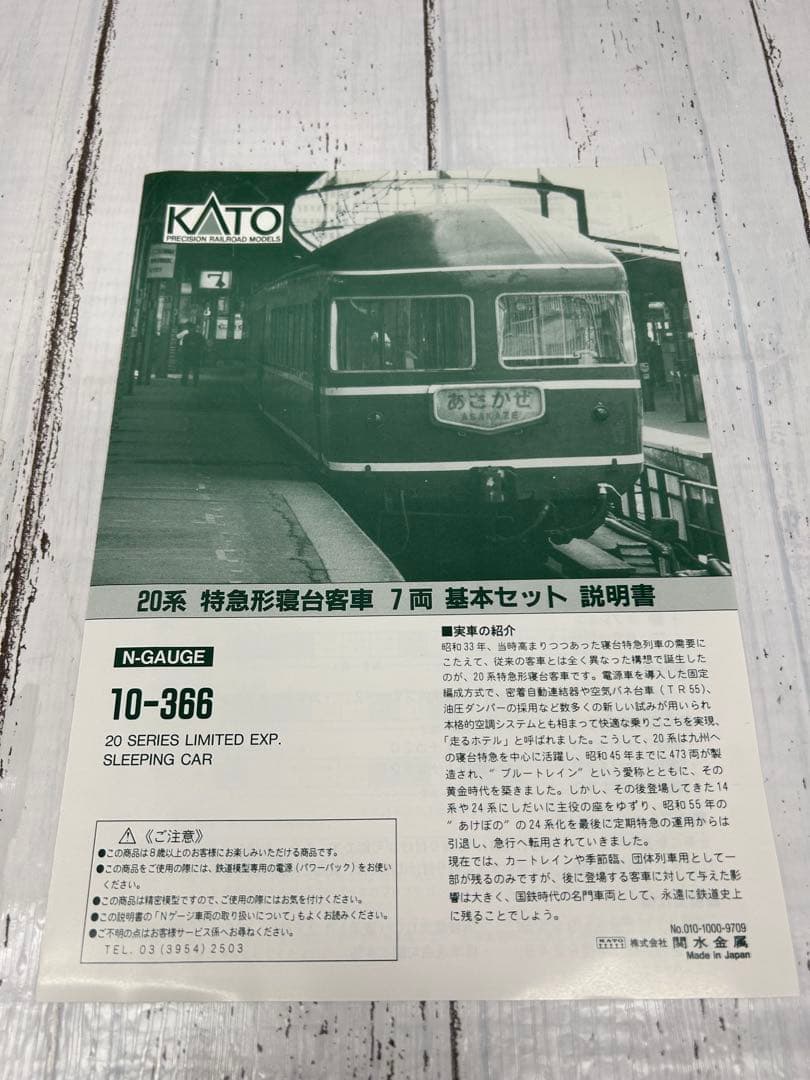 KATO
PRECISION RAILROAD MODELS
7
あさかぜ
ASAKAZE
20系 特急形寝台客車 7両 基本セット 説明書
N-GAUGE
10-366
20 SERIES LIMITED EXP.
SLEEPING CAR
■実車の紹介
昭和33年、当時高まりつつあった寝台特急列車の需要に
こたえて、従来の客車とは全く異なった構想で誕生した
のが、20系特急形寝台客車です。電源車を導入した固定
編成方式で、密着自動連結器や空気バネ台車(TR55)、
油圧ダンパーの採用など数多くの新しい試みが用いられ
本格的空調システムとも相まって快適な乗りごこちを実現、
「走るホテル」と呼ばれました。こうして、20系は九州へ
の寝台特急を中心に活躍し、昭和45年までに473両が製
造され、“ブルートレイン”という愛称とともに、その
黄金時代を築きました。しかし、その後登場してきた14
系や24系にしだいに主役の座をゆずり、昭和55年の
“あけぼの”の24系化を最後に定期特急の運用からは
引退し、急行へ転用されていきました。
現在では、カートレインや季節臨、団体列車用として一
部が残るのみですが、後に登場する客車に対して与えた影
響は大きく、国鉄時代の名門車両として、永遠に鉄道史上
に残ることでしょう。
⚠《ご注意》
●この商品は8歳以上のお客様にお楽しみいただける商品です。
●この商品をご使用の際には、鉄道模型専用の電源(パワーパック)をお使い
ください。
●この商品は精密模型ですので、ご使用の際にはお気を付けください。
●この説明書の「Nゲージ車両の取り扱いについて」もよくお読みください。
●ご不明の点はお客様サービス係へお尋ねください。
TEL. 03(3954)2503
No.010-1000-9709
KATO 株式会社 関水金属
Made in Japan